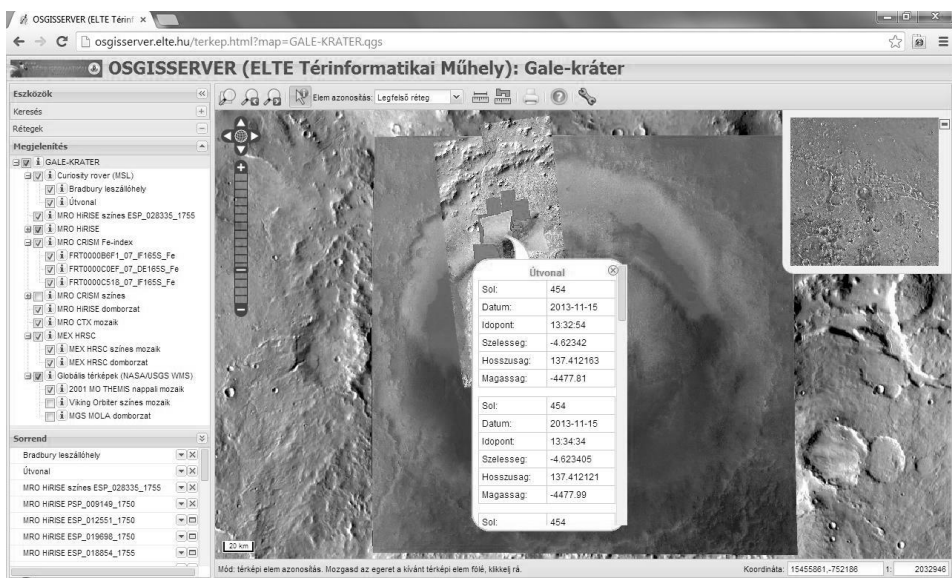 OSGISSERVER (ELTE Térinf
osgisserver.elte.hu/terkep.html?map=GALE-KRATER.qgs
OSGISSERVER (ELTE Térinformatikai Műhely): Gale-kráter
Eszközök
Keresés
Rétegek
Megjelenítés
GALE-KRATER
Curiosity rover (MSL)
Bradbury leszállóhely
Útvonal
MRO HiRISE színes ESP_028335_1755
MRO HiRISE
MRO CRISM Fe-index
FRT0000B6F1_07_IF165S_Fe
FRT0000C0EF_07_DE165S_Fe
FRT0000C518_07_IF165S_Fe
MRO CRISM színes
MRO HiRISE domborzat
MRO CTX mozaik
MEX HRSC
MEX HRSC színes mozaik
MEX HRSC domborzat
Globális térképek (NASA/USGS WMS)
2001 MO THEMIS nappali mozaik
Viking Orbiter színes mozaik
MGS MOLA domborzat
Sorrend
Bradbury leszállóhely
Útvonal
MRO HiRISE színes ESP_028335_1755
MRO HiRISE PSP_009149_1750
MRO HiRISE ESP_012551_1750
MRO HiRISE ESP_019698_1750
MRO HiRISE ESP_018854_1755
Elem azonosítás: Legfelső réteg
Útvonal
Sol: 454
Datum: 2013-11-15
Idopont: 13:32:54
Szelesseg: -4.62342
Hosszusag: 137.412163
Magassag: -4477.81
Sol: 454
Datum: 2013-11-15
Idopont: 13:34:34
Szelesseg: -4.623405
Hosszusag: 137.412121
Magassag: -4477.99
Sol: 454
20 km
Mód: térképi elem azonosítás. Mozgasd az egeret a kívánt térképi elem fölé, klikkelj rá.
Koordináta: 15455861,-752186 1: 2032946